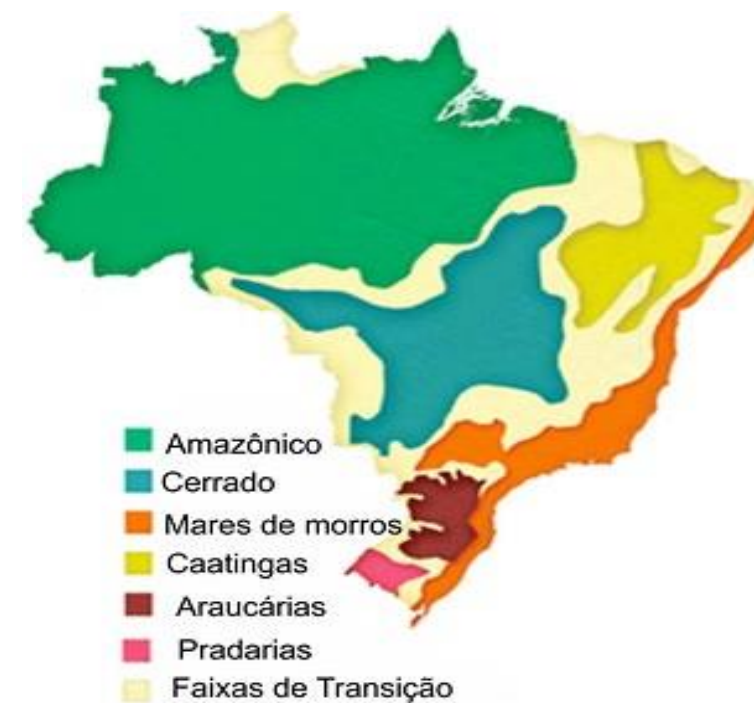 Amazônico
Cerrado
Mares de morros
Caatingas
Araucárias
Pradarias
Faixas de Transição